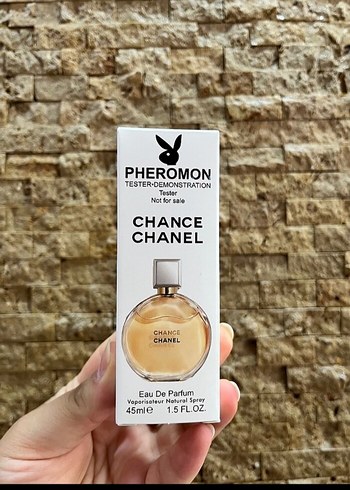 PHEROMON
TESTER-DEMONSTRATION
Tester
Not for sale
CHANCE
CHANEL
CHANCE
CHANEL
Eau De Parfum
Vaporisateur Natural Spray
45ml℮ 1.5 FL.OZ.